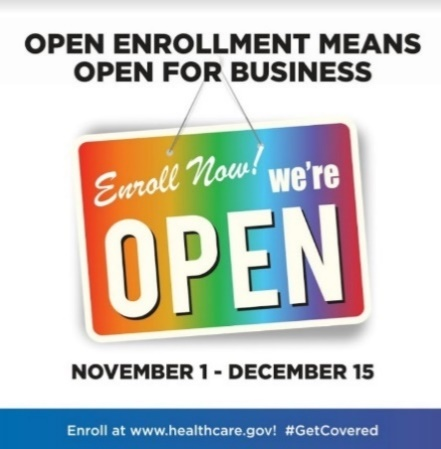 OPEN ENROLLMENT MEANS
OPEN FOR BUSINESS
Enroll Now! we're
OPEN
NOVEMBER 1 - DECEMBER 15
Enroll at www.healthcare.gov! #GetCovered